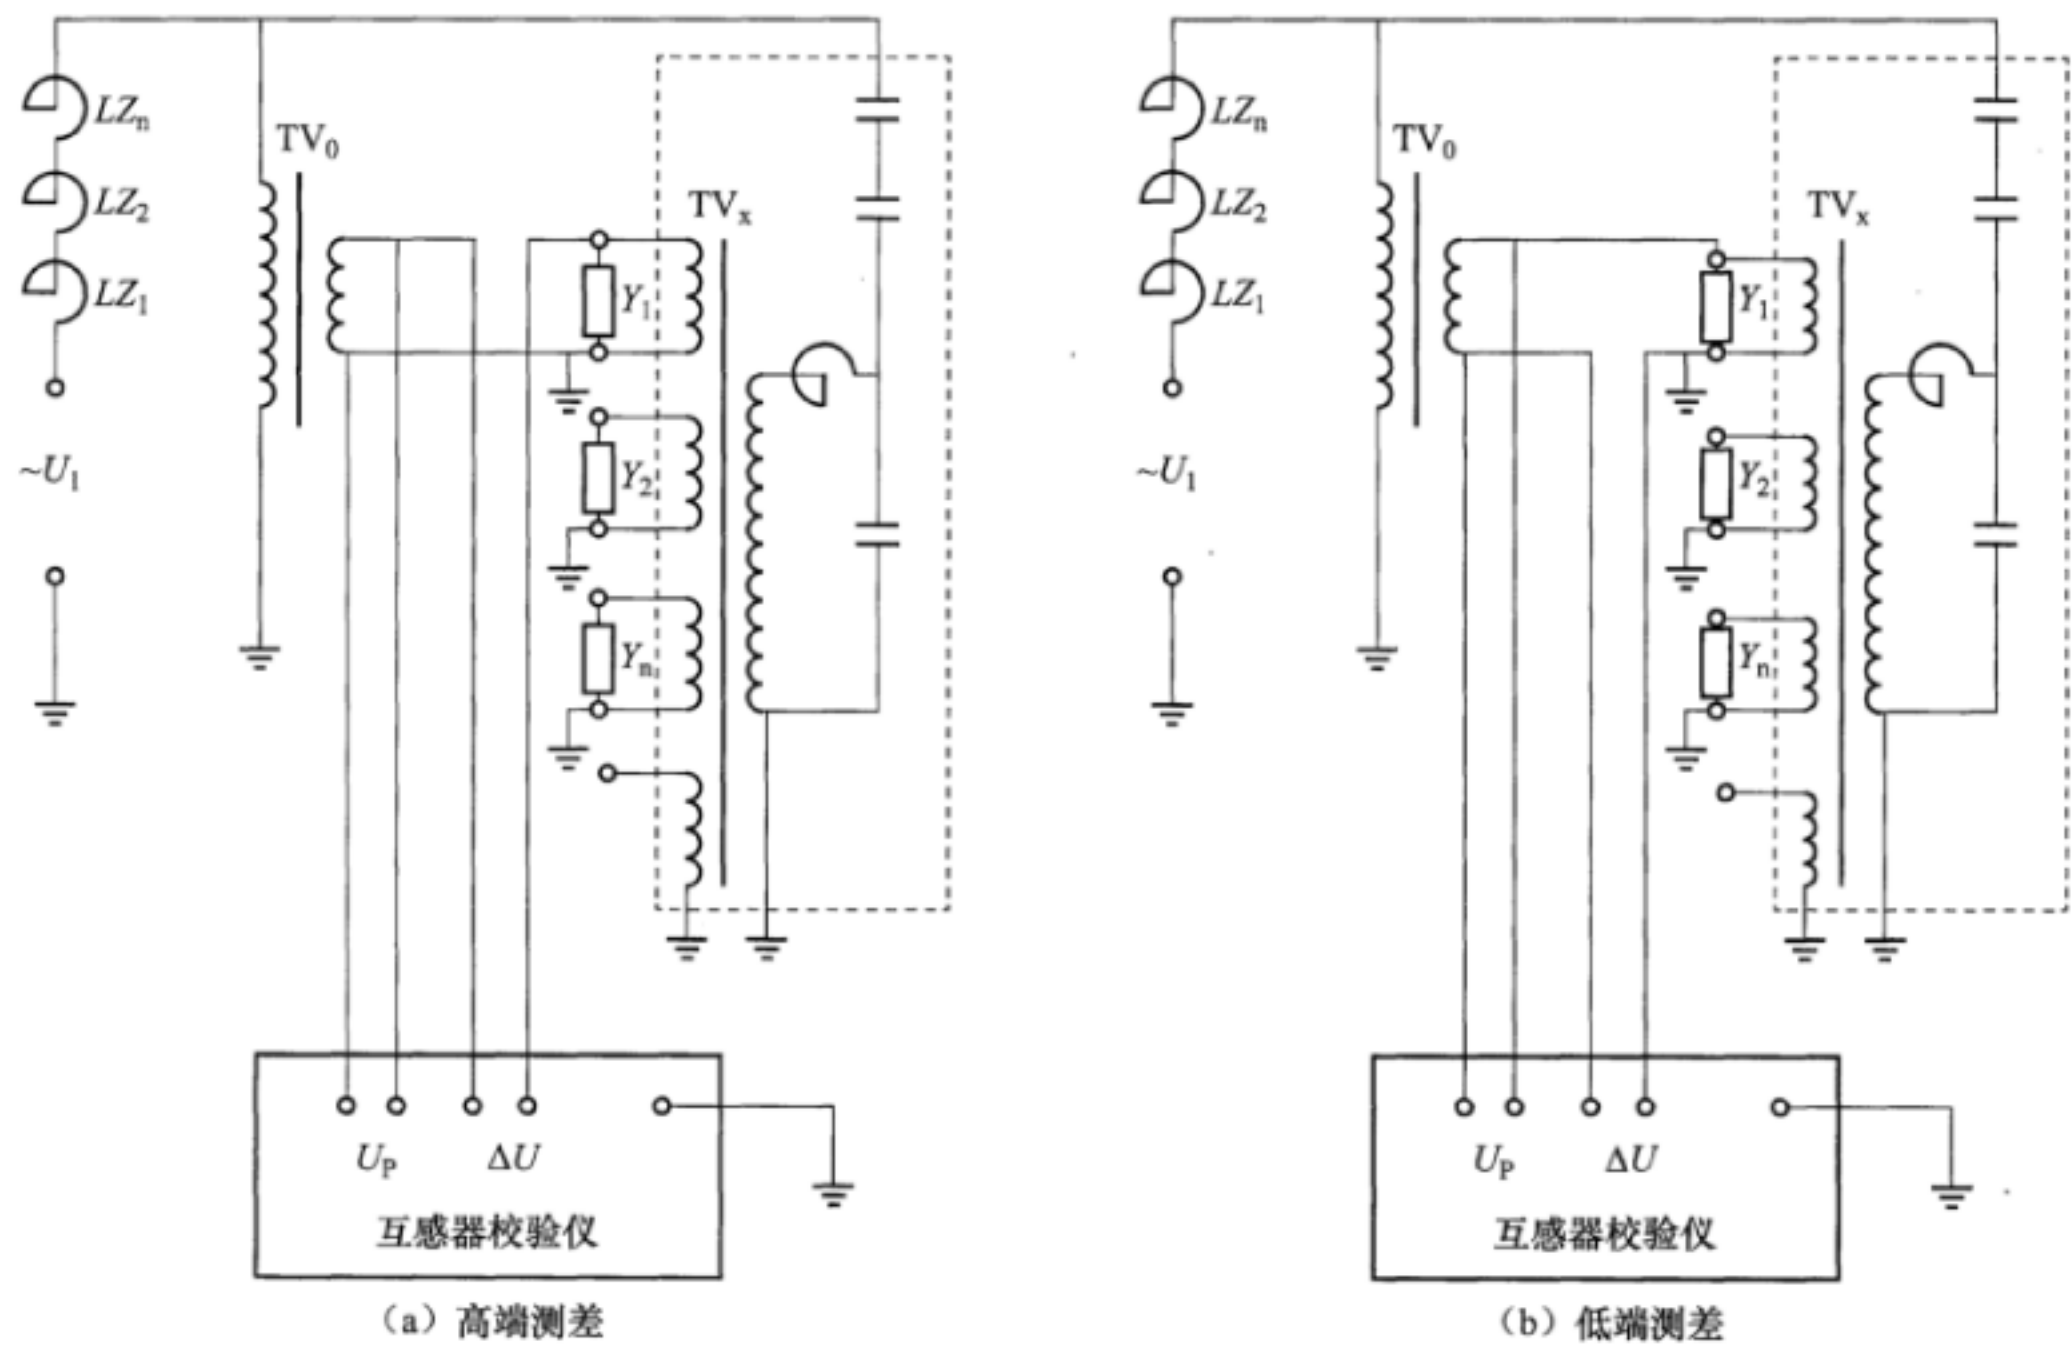 LZn
TV0
LZ2
TVx
LZ1
Y1
~U1
Y2
Yn
UP ΔU
互感器校验仪
（a）高端测差
LZn
TV0
LZ2
TVx
LZ1
Y1
~U1
Y2
Yn
UP ΔU
互感器校验仪
（b）低端测差